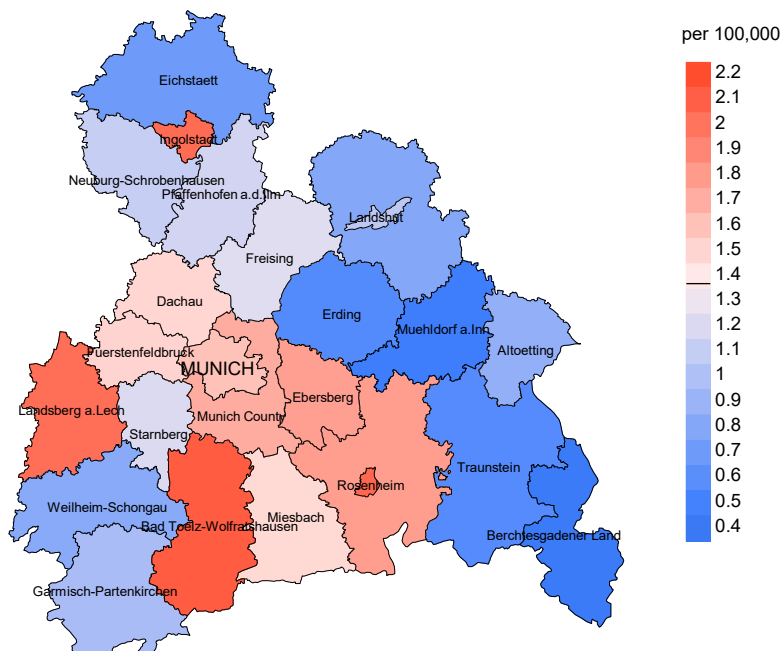 per 100,000
2.2
2.1
2
1.9
1.8
1.7
1.6
1.5
1.4
1.3
1.2
1.1
1
0.9
0.8
0.7
0.6
0.5
0.4
Eichstaett
Ingolstadt
Neuburg-Schrobenhausen
Pfaffenhofen a.d.Ilm
Landshut
Freising
Dachau
Erding
Muehldorf a.Inn
Altoetting
Fuerstenfeldbruck
MUNICH
Ebersberg
Landsberg a.Lech
Munich County
Starnberg
Traunstein
Rosenheim
Weilheim-Schongau
Miesbach
Bad Toelz-Wolfratshausen
Berchtesgadener Land
Garmisch-Partenkirchen